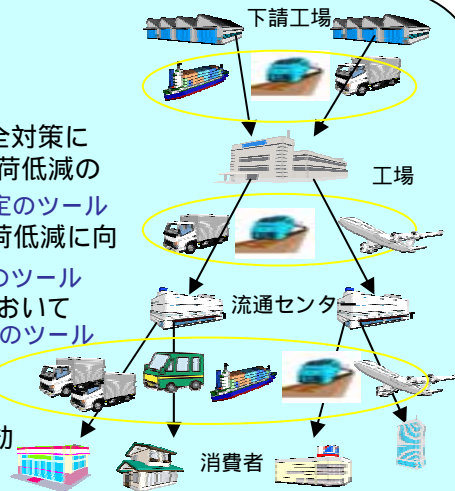 下請工場
全対策に
荷低減の
工場
定のツール
荷低減に向
のツール
流通センタ
おいて
のツール
動
消費者